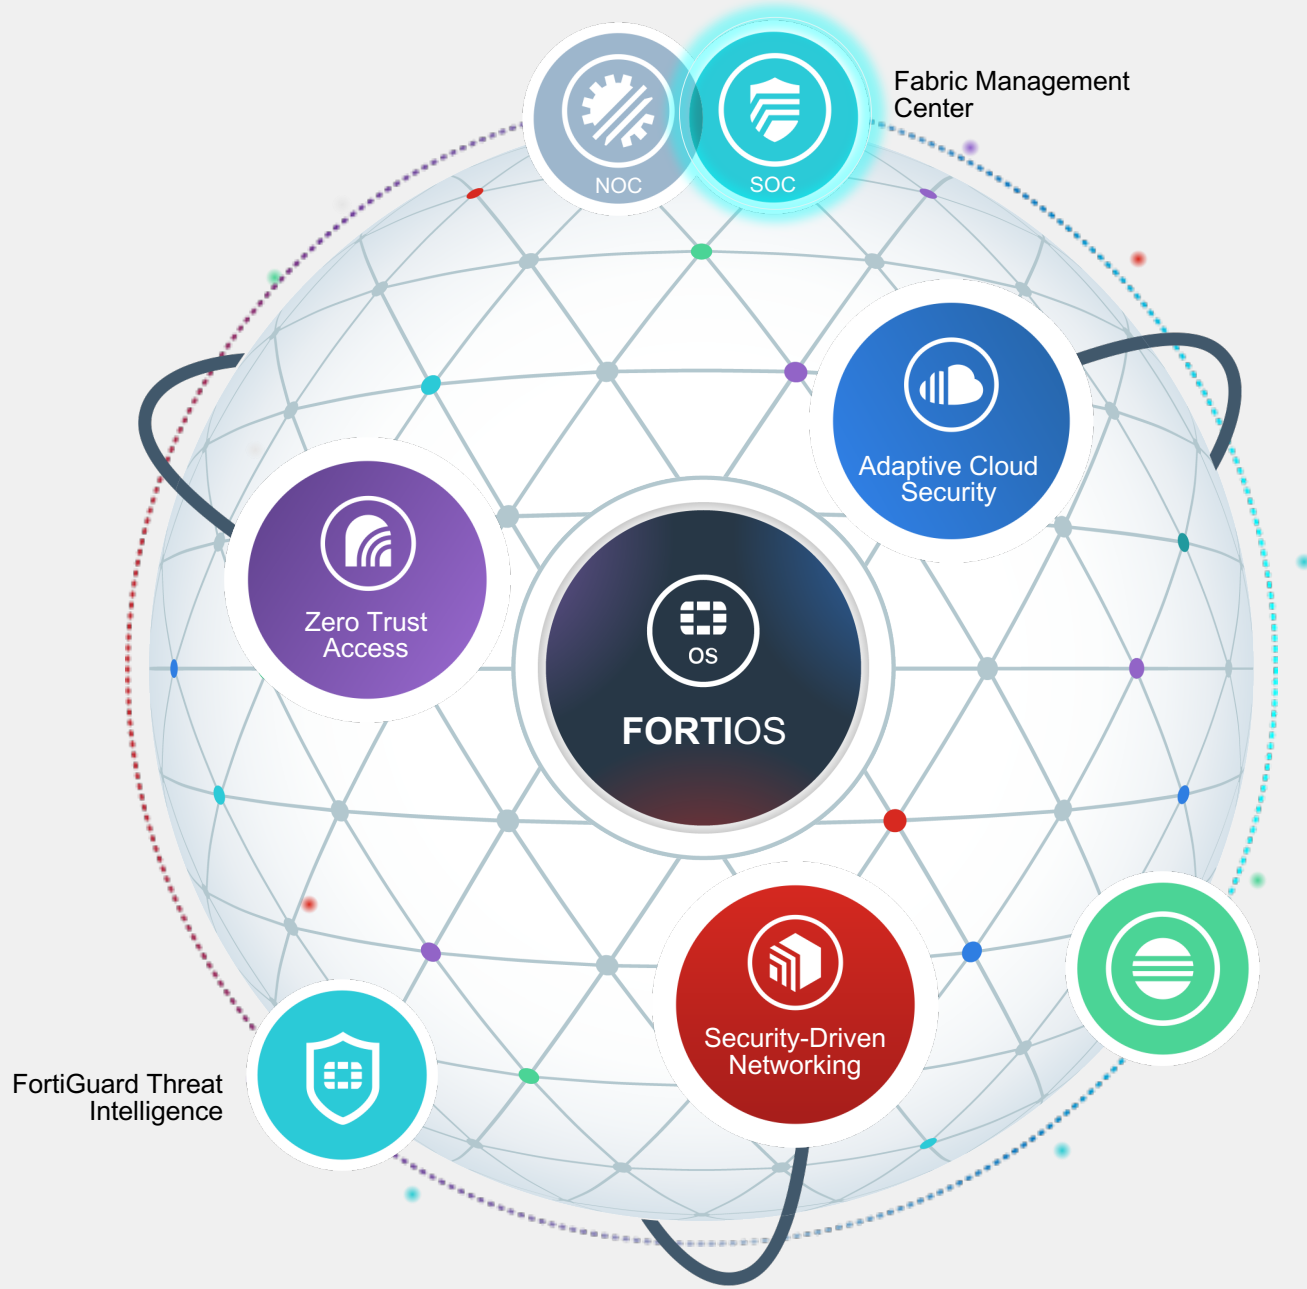 NOC
SOC
Fabric Management
Center
Adaptive Cloud
Security
Zero Trust
Access
OS
FORTIOS
Security-Driven
Networking
FortiGuard Threat
Intelligence